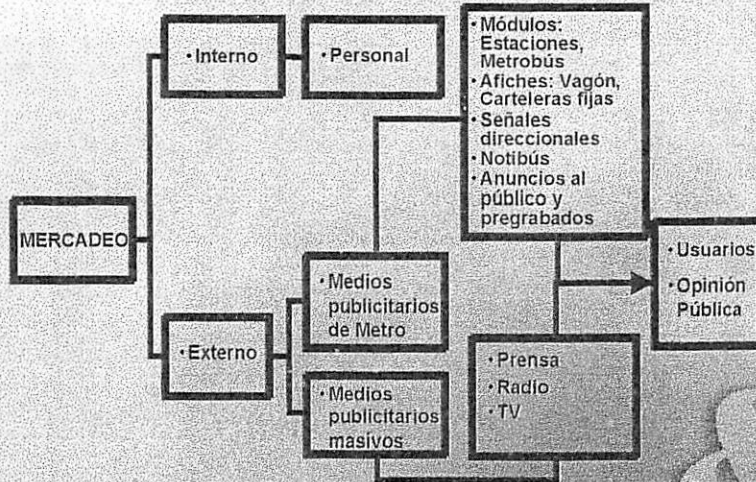 • Interno
• Personal
• Módulos:
Estaciones,
Metrobús
• Afiches: Vagón,
Carteleras fijas
• Señales
direccionales
• Notibús
• Anuncios al
público y
pregrabados
MERCADEO
• Externo
• Medios
publicitarios
de Metro
• Medios
publicitarios
masivos
• Prensa
• Radio
• TV
• Usuarios
• Opinión
Pública